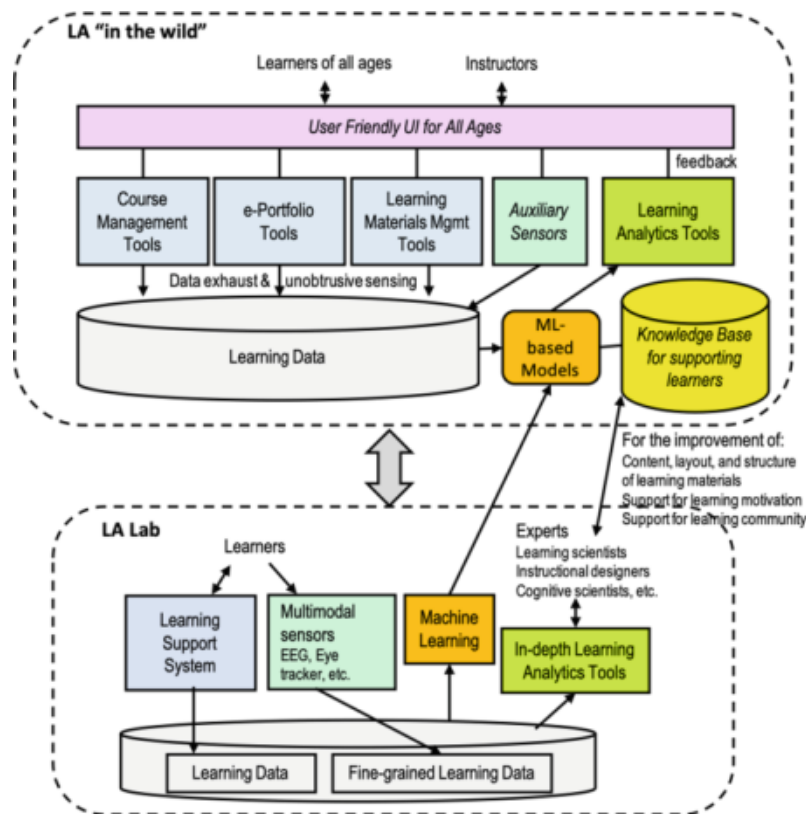 LA “in the wild”
Learners of all ages
Instructors
User Friendly UI for All Ages
feedback
Course
Management
Tools
e-Portfolio
Tools
Learning
Materials Mgmt
Tools
Auxiliary
Sensors
Learning
Analytics Tools
Data exhaust & unobtrusive sensing
Learning Data
ML-
based
Models
Knowledge Base
for supporting
learners
For the improvement of:
Content, layout, and structure
of learning materials
Support for learning motivation
Support for learning community
LA Lab
Learners
Experts
Learning scientists
Instructional designers
Cognitive scientists, etc.
Learning
Support
System
Multimodal
sensors
EEG, Eye
tracker, etc.
Machine
Learning
In-depth Learning
Analytics Tools
Learning Data
Fine-grained Learning Data